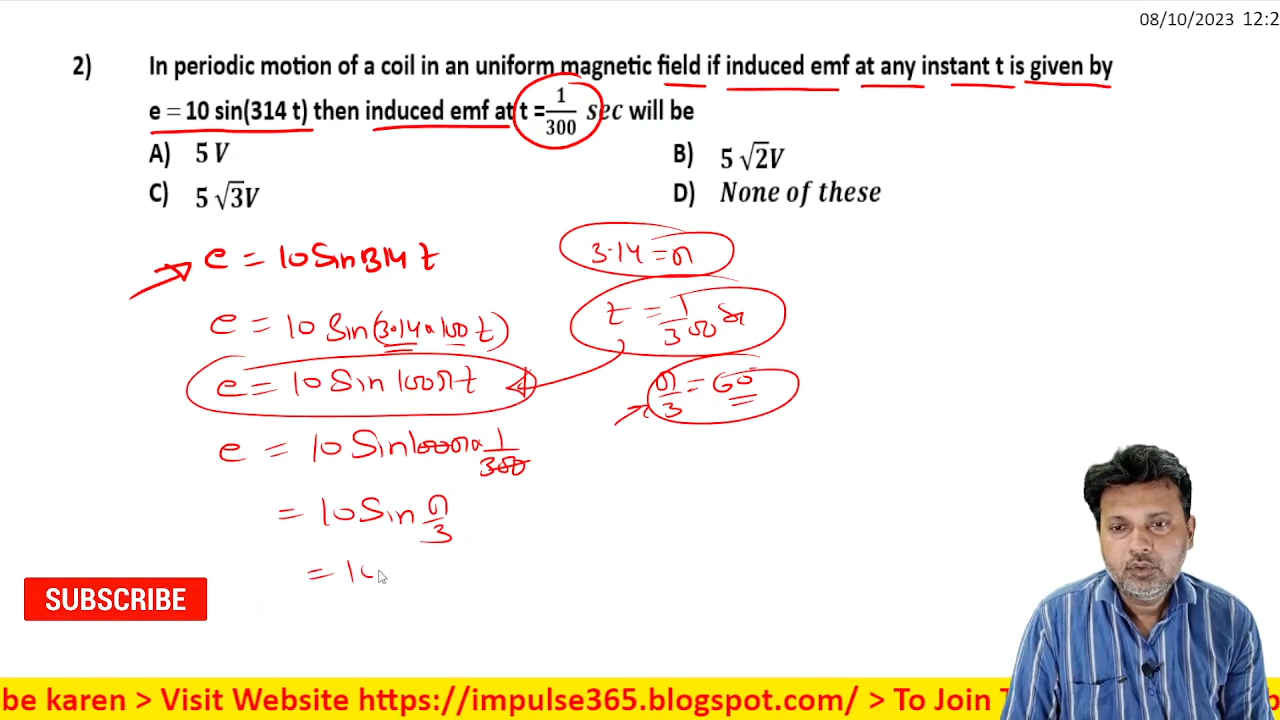 08/10/2023 12:2
2) In periodic motion of a coil in an uniform magnetic field if induced emf at any instant t is given by
e = 10 sin(314 t) then induced emf at t = 1/300 sec will be
A) 5 V
B) 5 √2V
C) 5 √3V
D) None of these
e = 10 Sin 314 t
3.14 = π
e = 10 Sin(3.14 × 100 t)
t = 1/300
e = 10 Sin 100πt
π/3 = 60°
e = 10 Sin 100π × 1/300
= 10 Sin π/3
= 10
SUBSCRIBE
be karen > Visit Website https://impulse365.blogspot.com/ > To Join